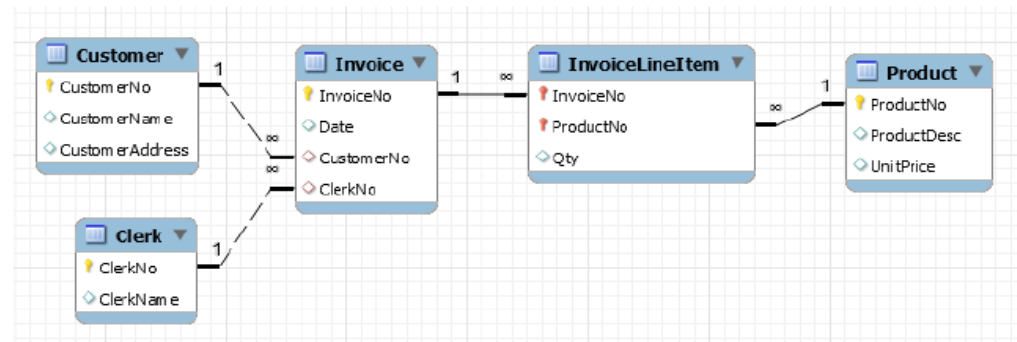 Customer
CustomerNo
CustomerName
CustomerAddress
1
∞
Clerk
ClerkNo
ClerkName
1
∞
Invoice
InvoiceNo
Date
CustomerNo
ClerkNo
1
∞
InvoiceLineItem
InvoiceNo
ProductNo
Qty
∞
1
Product
ProductNo
ProductDesc
UnitPrice